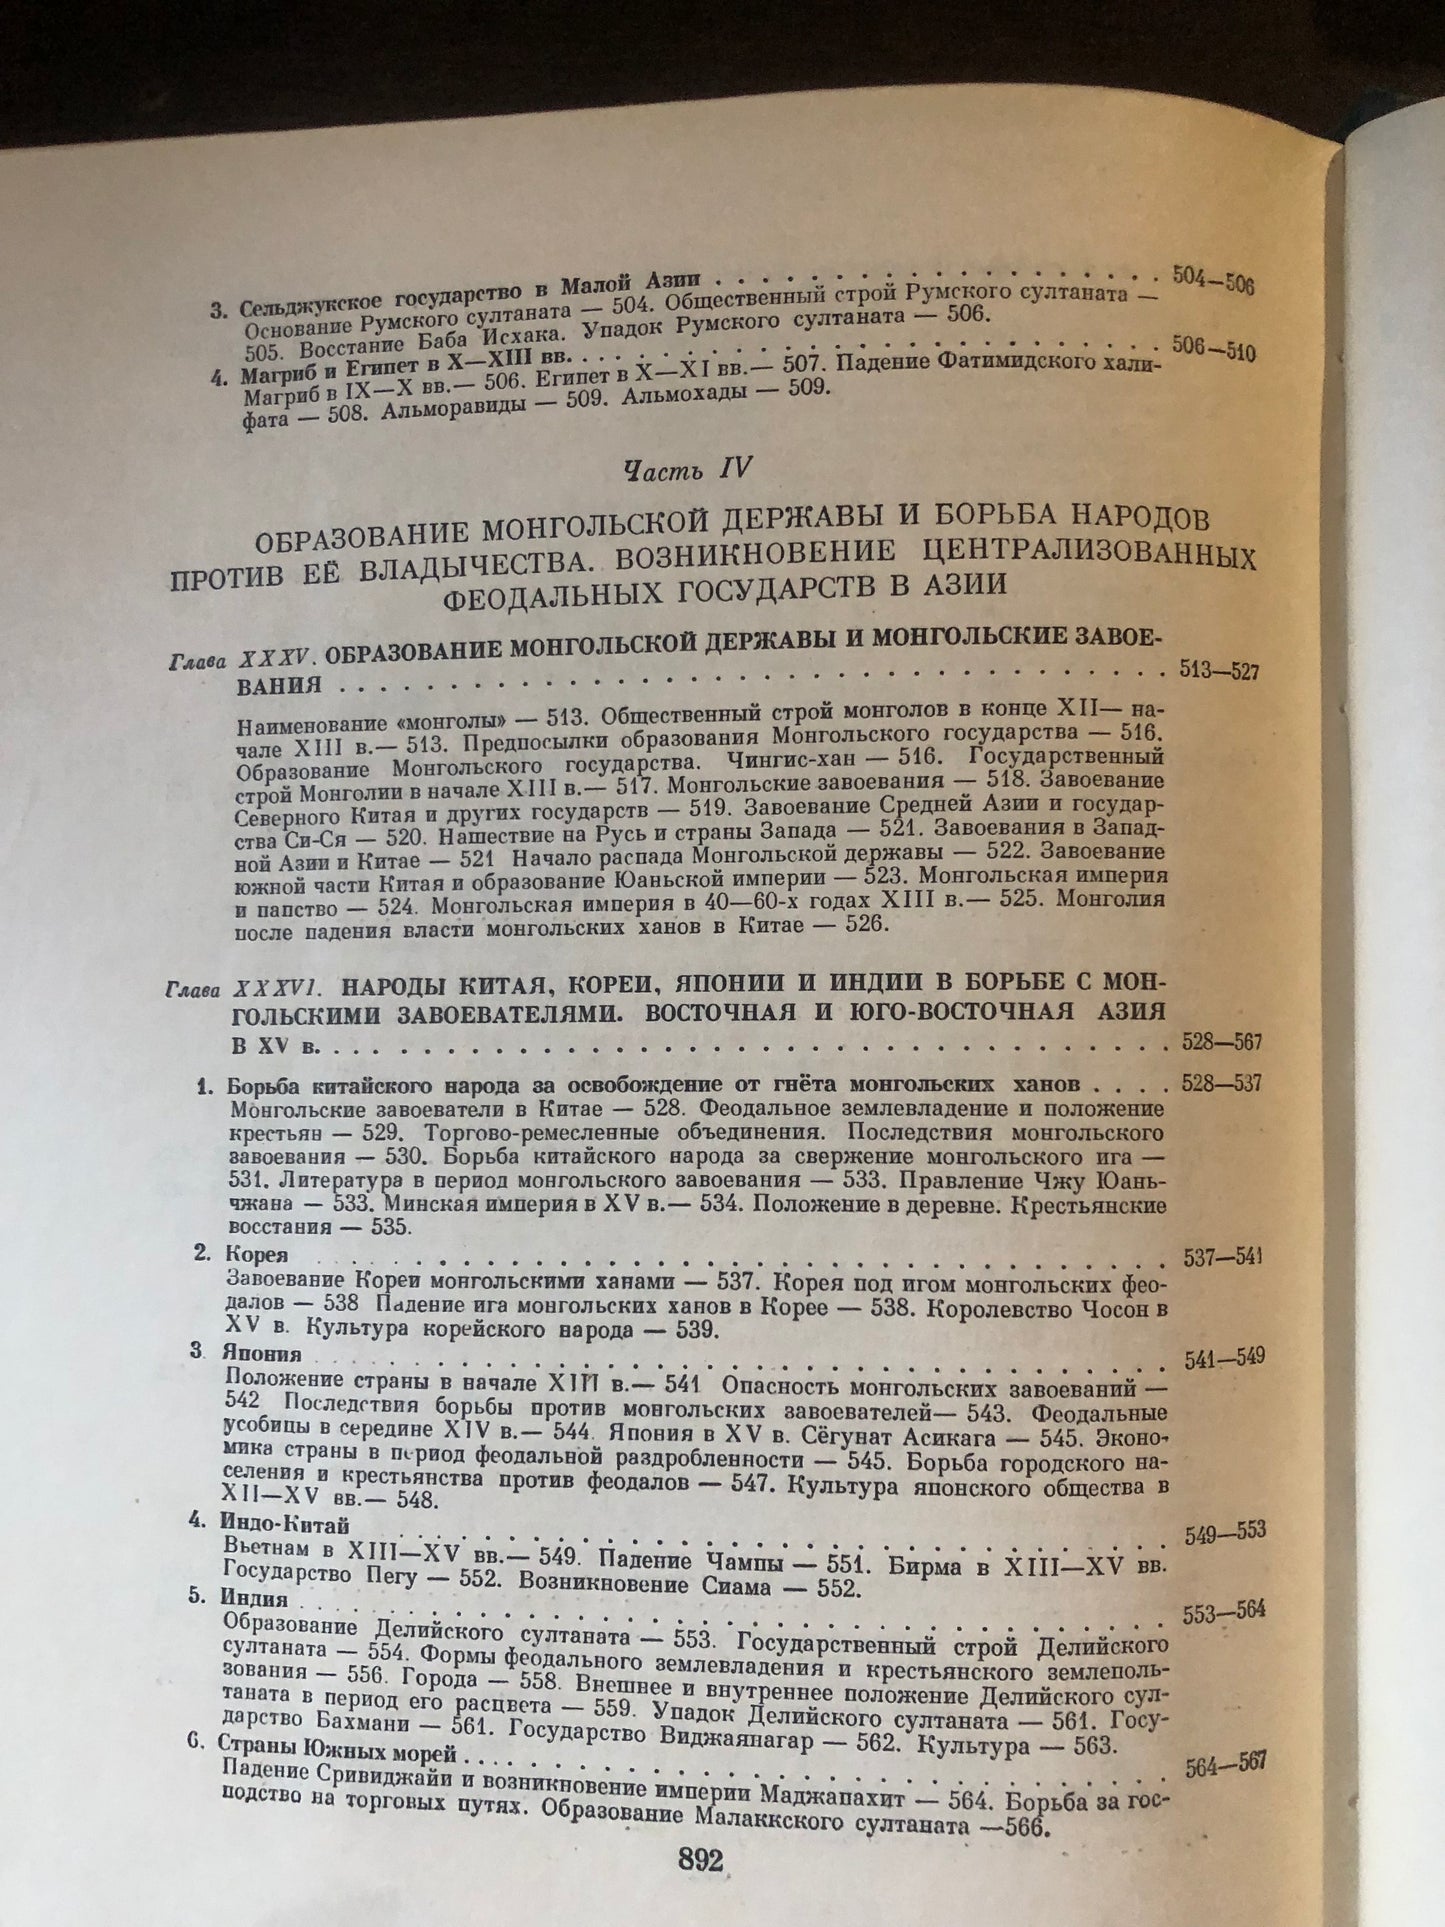 3. Сельджукское государство в Малой Азии . . . . . . . . . . . . . . . . . . . 504—506
Основание Румского султаната — 504. Общественный строй Румского султаната —
505. Восстание Баба Исхака. Упадок Румского султаната — 506.
4. Магриб и Египет в X—XIII вв. . . . . . . . . . . . . . . . . . . . . . . . . 506—510
Магриб в IX—X вв.— 506. Египет в X—XI вв.— 507. Падение Фатимидского хали-
фата — 508. Альморавиды — 509. Альмохады — 509.
Часть IV
ОБРАЗОВАНИЕ МОНГОЛЬСКОЙ ДЕРЖАВЫ И БОРЬБА НАРОДОВ
ПРОТИВ ЕЁ ВЛАДЫЧЕСТВА. ВОЗНИКНОВЕНИЕ ЦЕНТРАЛИЗОВАННЫХ
ФЕОДАЛЬНЫХ ГОСУДАРСТВ В АЗИИ
Глава XXXV. ОБРАЗОВАНИЕ МОНГОЛЬСКОЙ ДЕРЖАВЫ И МОНГОЛЬСКИЕ ЗАВОЕ-
ВАНИЯ . . . . . . . . . . . . . . . . . . . . . . . . . . . . . . . . . . . 513—527
Наименование «монголы» — 513. Общественный строй монголов в конце XII— на-
чале XIII в.— 513. Предпосылки образования Монгольского государства — 516.
Образование Монгольского государства. Чингис-хан — 516. Государственный
строй Монголии в начале XIII в.— 517. Монгольские завоевания — 518. Завоевание
Северного Китая и других государств — 519. Завоевание Средней Азии и государ-
ства Си-Ся — 520. Нашествие на Русь и страны Запада — 521. Завоевания в Запад-
ной Азии и Китае — 521 Начало распада Монгольской державы — 522. Завоевание
южной части Китая и образование Юаньской империи — 523. Монгольская империя
и папство — 524. Монгольская империя в 40—60-х годах XIII в.— 525. Монголия
после падения власти монгольских ханов в Китае — 526.
Глава XXXVI. НАРОДЫ КИТАЯ, КОРЕИ, ЯПОНИИ И ИНДИИ В БОРЬБЕ С МОН-
ГОЛЬСКИМИ ЗАВОЕВАТЕЛЯМИ. ВОСТОЧНАЯ И ЮГО-ВОСТОЧНАЯ АЗИЯ
В XV в. . . . . . . . . . . . . . . . . . . . . . . . . . . . . . . . . . . . 528—567
1. Борьба китайского народа за освобождение от гнёта монгольских ханов . . . . 528—537
Монгольские завоеватели в Китае — 528. Феодальное землевладение и положение
крестьян — 529. Торгово-ремесленные объединения. Последствия монгольского
завоевания — 530. Борьба китайского народа за свержение монгольского ига —
531. Литература в период монгольского завоевания — 533. Правление Чжу Юань-
чжана — 533. Минская империя в XV в.— 534. Положение в деревне. Крестьянские
восстания — 535.
2. Корея . . . . . . . . . . . . . . . . . . . . . . . . . . . . . . . . . . . 537—541
Завоевание Кореи монгольскими ханами — 537. Корея под игом монгольских фео-
далов — 538 Падение ига монгольских ханов в Корее — 538. Королевство Чосон в
XV в. Культура корейского народа — 539.
3. Япония . . . . . . . . . . . . . . . . . . . . . . . . . . . . . . . . . . 541—549
Положение страны в начале XIII в.— 541 Опасность монгольских завоеваний —
542 Последствия борьбы против монгольских завоевателей— 543. Феодальные
усобицы в середине XIV в.— 544. Япония в XV в. Сёгунат Асикага — 545. Эконо-
мика страны в период феодальной раздробленности — 545. Борьба городского на-
селения и крестьянства против феодалов — 547. Культура японского общества в
XII—XV вв.— 548.
4. Индо-Китай . . . . . . . . . . . . . . . . . . . . . . . . . . . . . . . . 549—553
Вьетнам в XIII—XV вв.— 549. Падение Чампы — 551. Бирма в XIII—XV вв.
Государство Пегу — 552. Возникновение Сиама — 552.
5. Индия . . . . . . . . . . . . . . . . . . . . . . . . . . . . . . . . . . . 553—564
Образование Делийского султаната — 553. Государственный строй Делийского
султаната — 554. Формы феодального землевладения и крестьянского землеполь-
зования — 556. Города — 558. Внешнее и внутреннее положение Делийского сул-
таната в период его расцвета — 559. Упадок Делийского султаната — 561. Госу-
дарство Бахмани — 561. Государство Виджаянагар — 562. Культура — 563.
6. Страны Южных морей . . . . . . . . . . . . . . . . . . . . . . . . . . . . 564—567
Падение Сривиджайи и возникновение империи Маджапахит — 564. Борьба за гос-
подство на торговых путях. Образование Малаккского султаната —566.
892